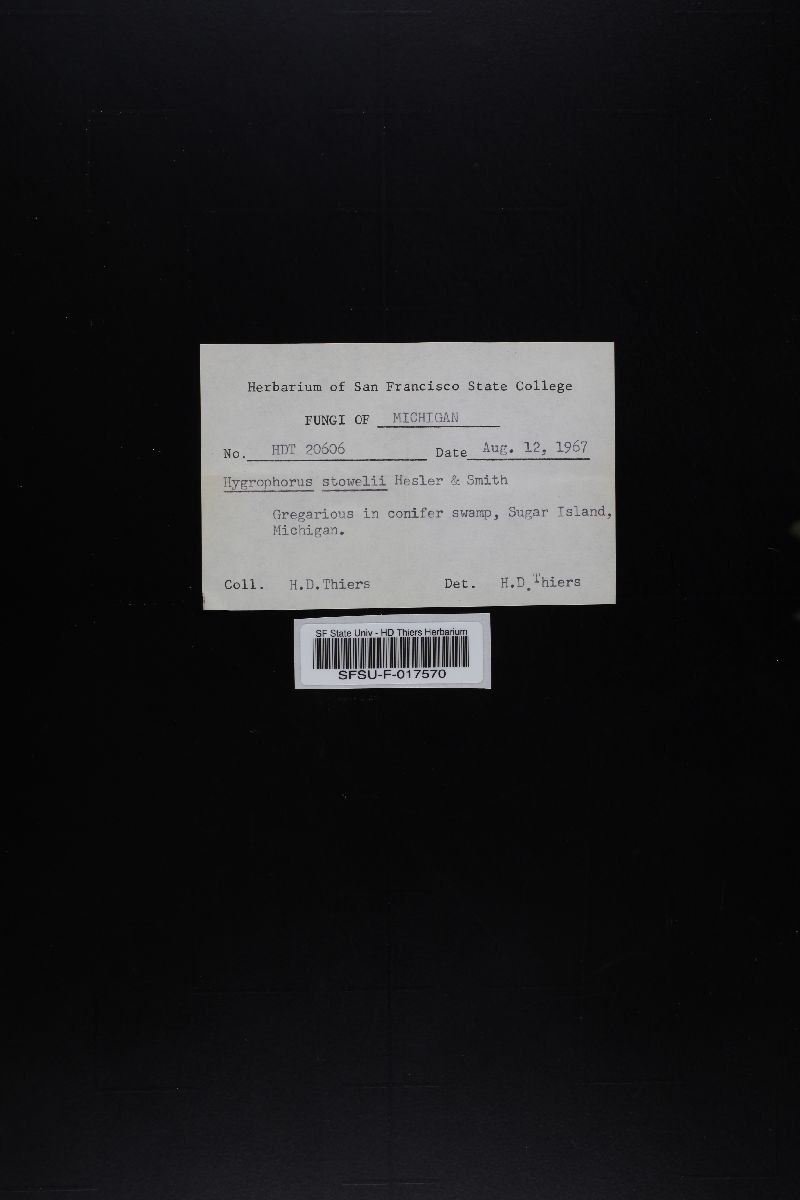 Herbarium of San Francisco State College
FUNGI OF MICHIGAN
No. HDT 20606 Date Aug. 12, 1967
Hygrophorus stowelii Hesler & Smith
Gregarious in conifer swamp, Sugar Island,
Michigan.
Coll. H.D.Thiers Det. H.D.Thiers
SF State Univ - HD Thiers Herbarium
SFSU-F-017570